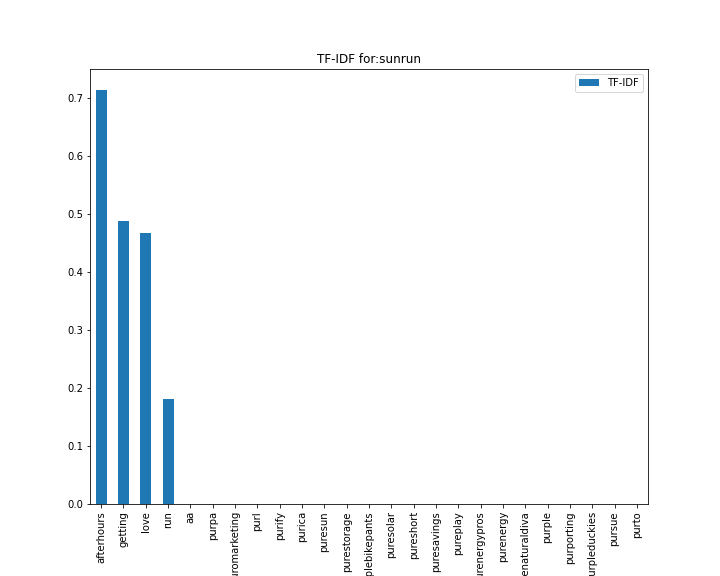 TF-IDF for:sunrun
TF-IDF
0.7
0.6
0.5
0.4
0.3
0.2
0.1
0.0
afterhours
getting
love
run
aa
purpa
uromarketing
purl
purify
purica
puresun
purestorage
plebikepants
puresolar
pureshort
puresavings
pureplay
urenergypros
purenergy
enaturaldiva
purple
purporting
urpleduckies
pursue
purto